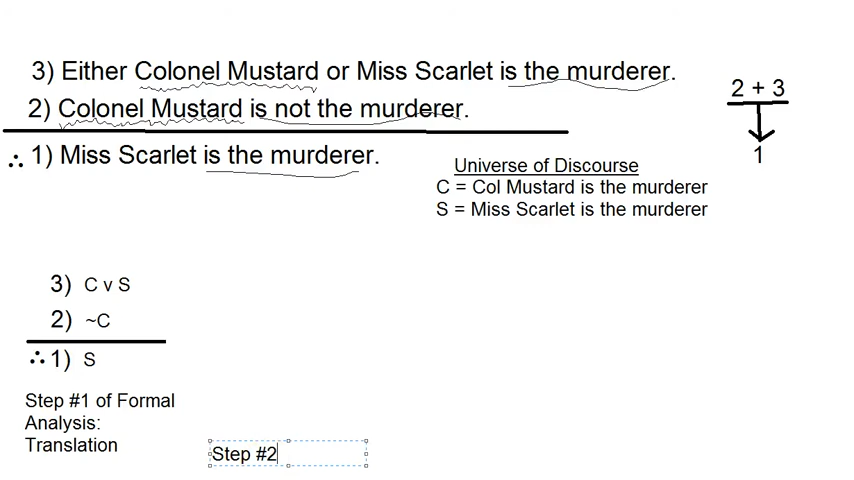 3) Either Colonel Mustard or Miss Scarlet is the murderer.
2) Colonel Mustard is not the murderer.
∴ 1) Miss Scarlet is the murderer.
2 + 3
1
Universe of Discourse
C = Col Mustard is the murderer
S = Miss Scarlet is the murderer
3) C v S
2) ~C
∴ 1) S
Step #1 of Formal
Analysis:
Translation
Step #2